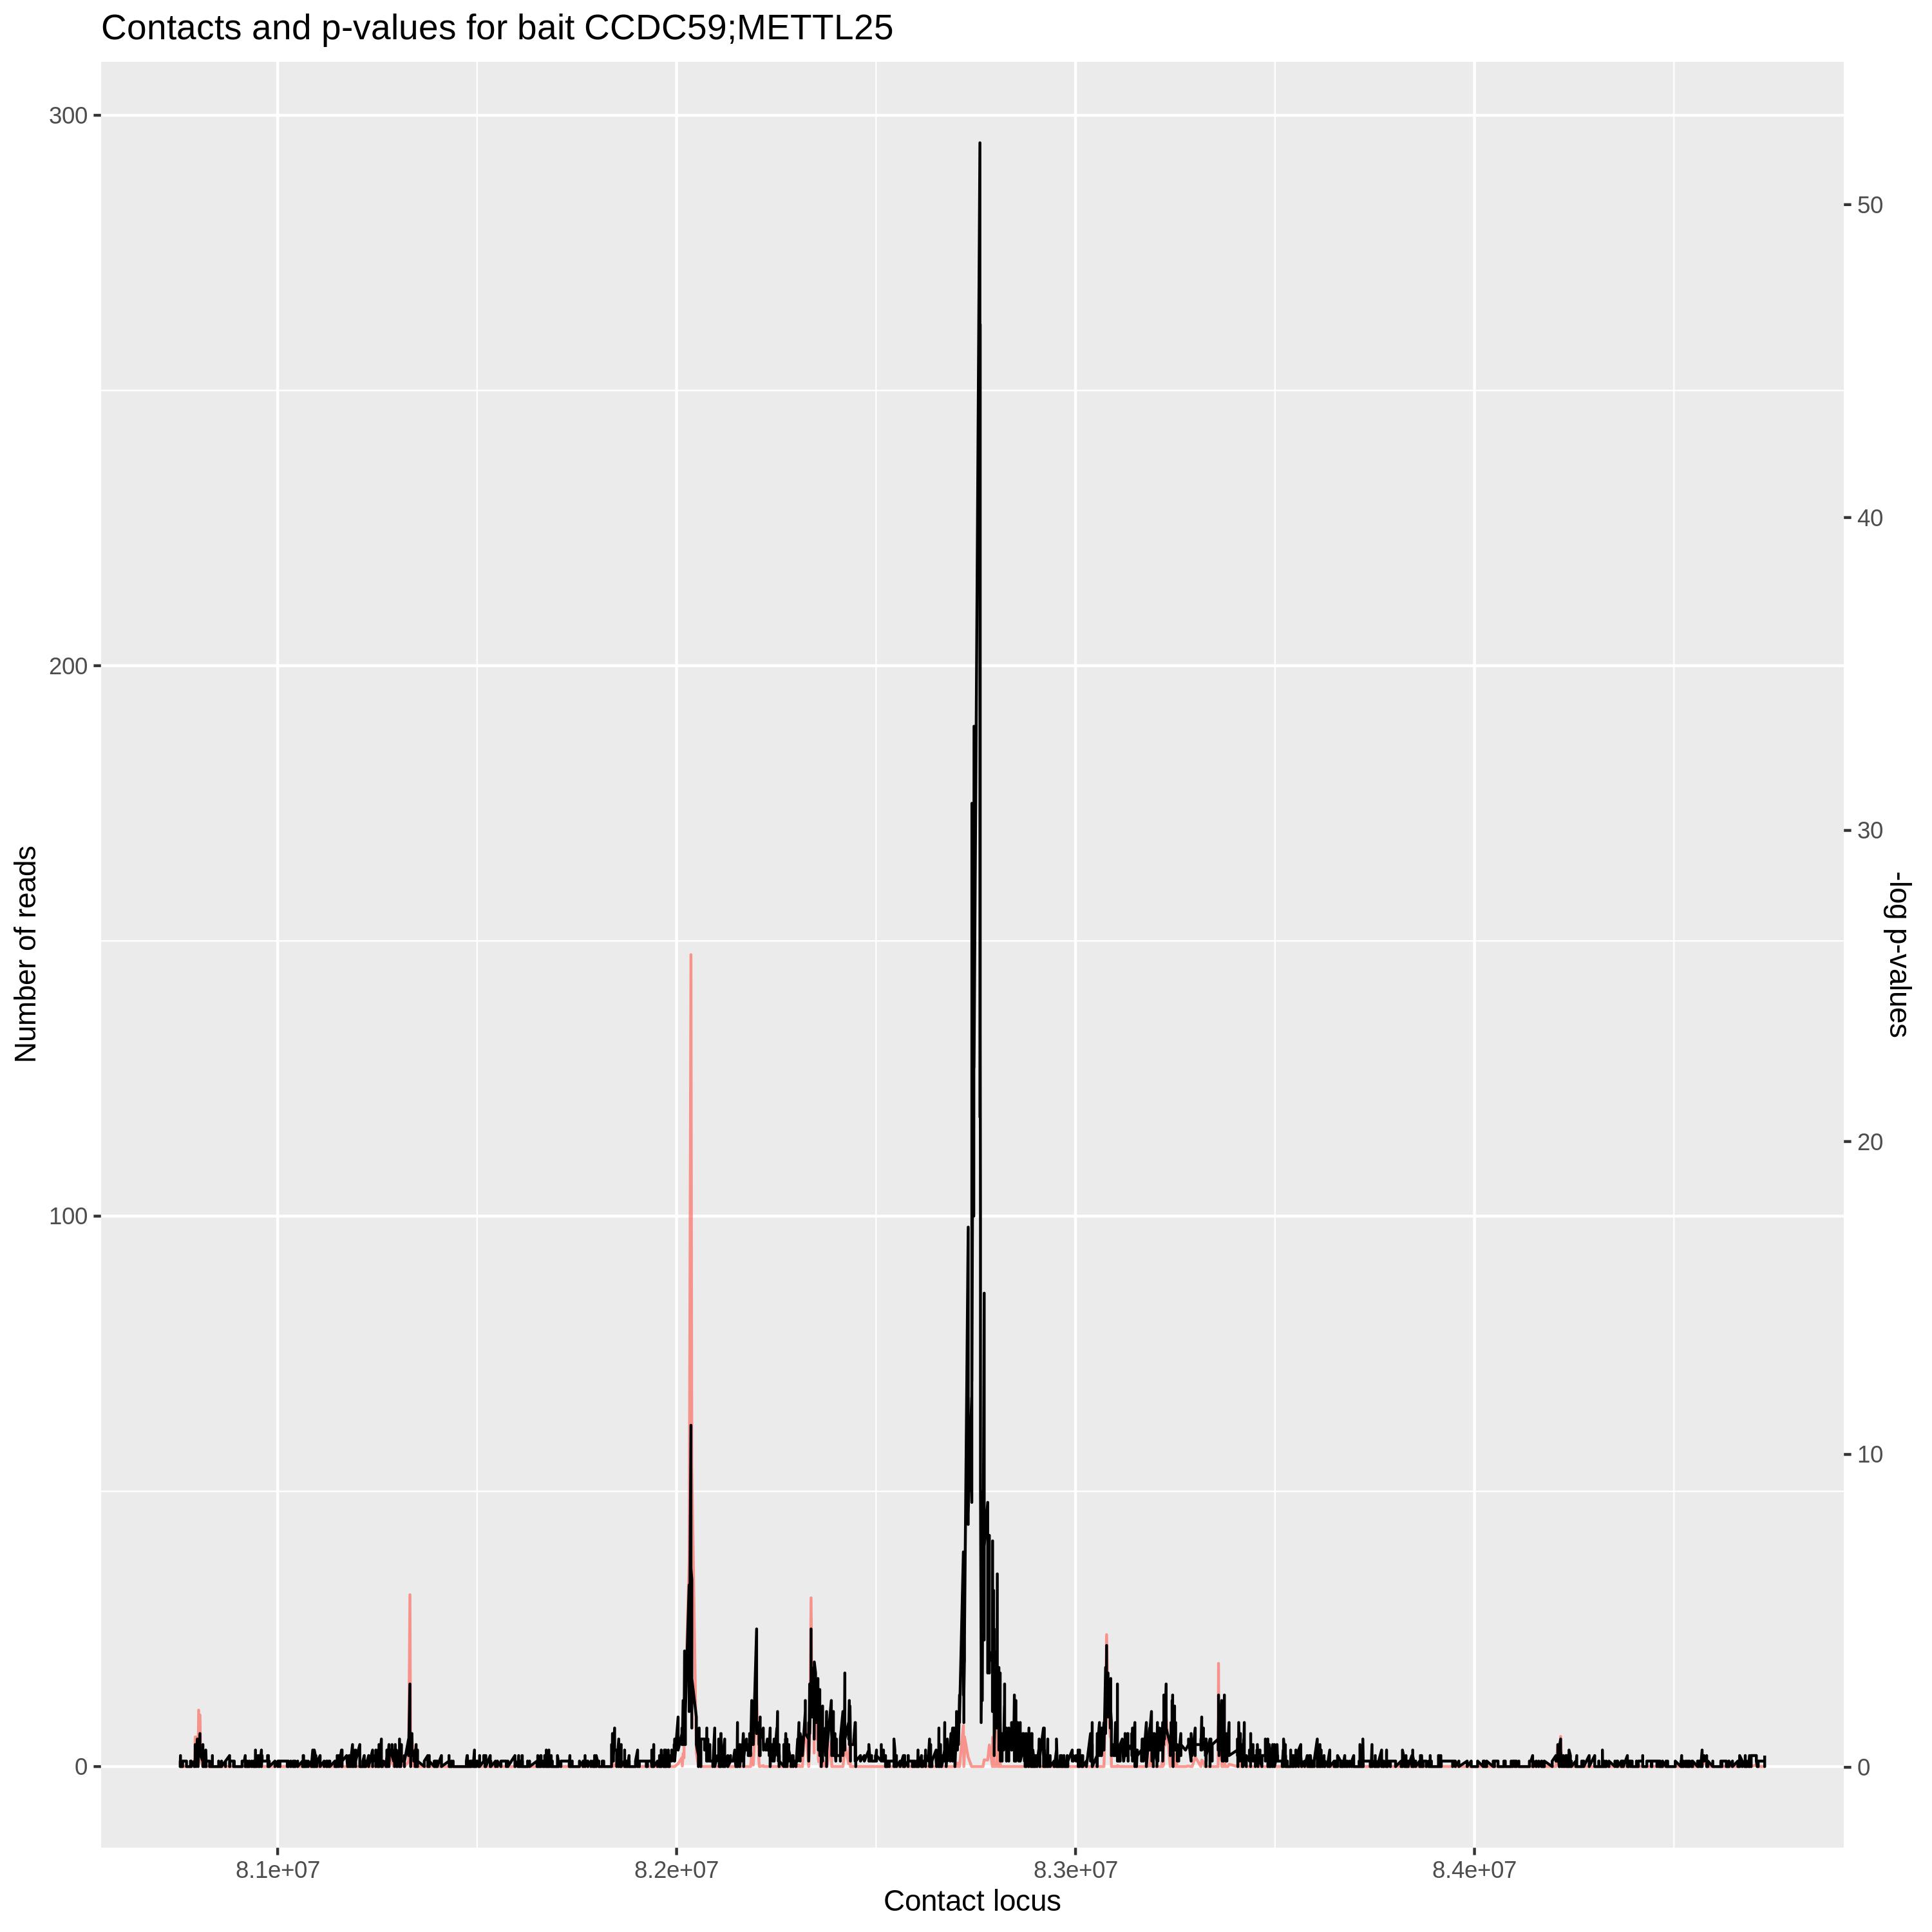 Contacts and p-values for bait CCDC59;METTL25
300
200
100
0
Number of reads
50
40
30
20
10
0
-log p-values
8.1e+07
8.2e+07
8.3e+07
8.4e+07
Contact locus